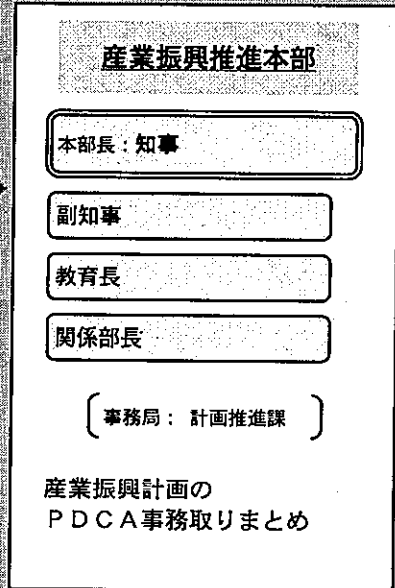 産業振興推進本部
本部長：知事
副知事
教育長
関係部長
〔事務局： 計画推進課 〕
産業振興計画の
ＰＤＣＡ事務取りまとめ